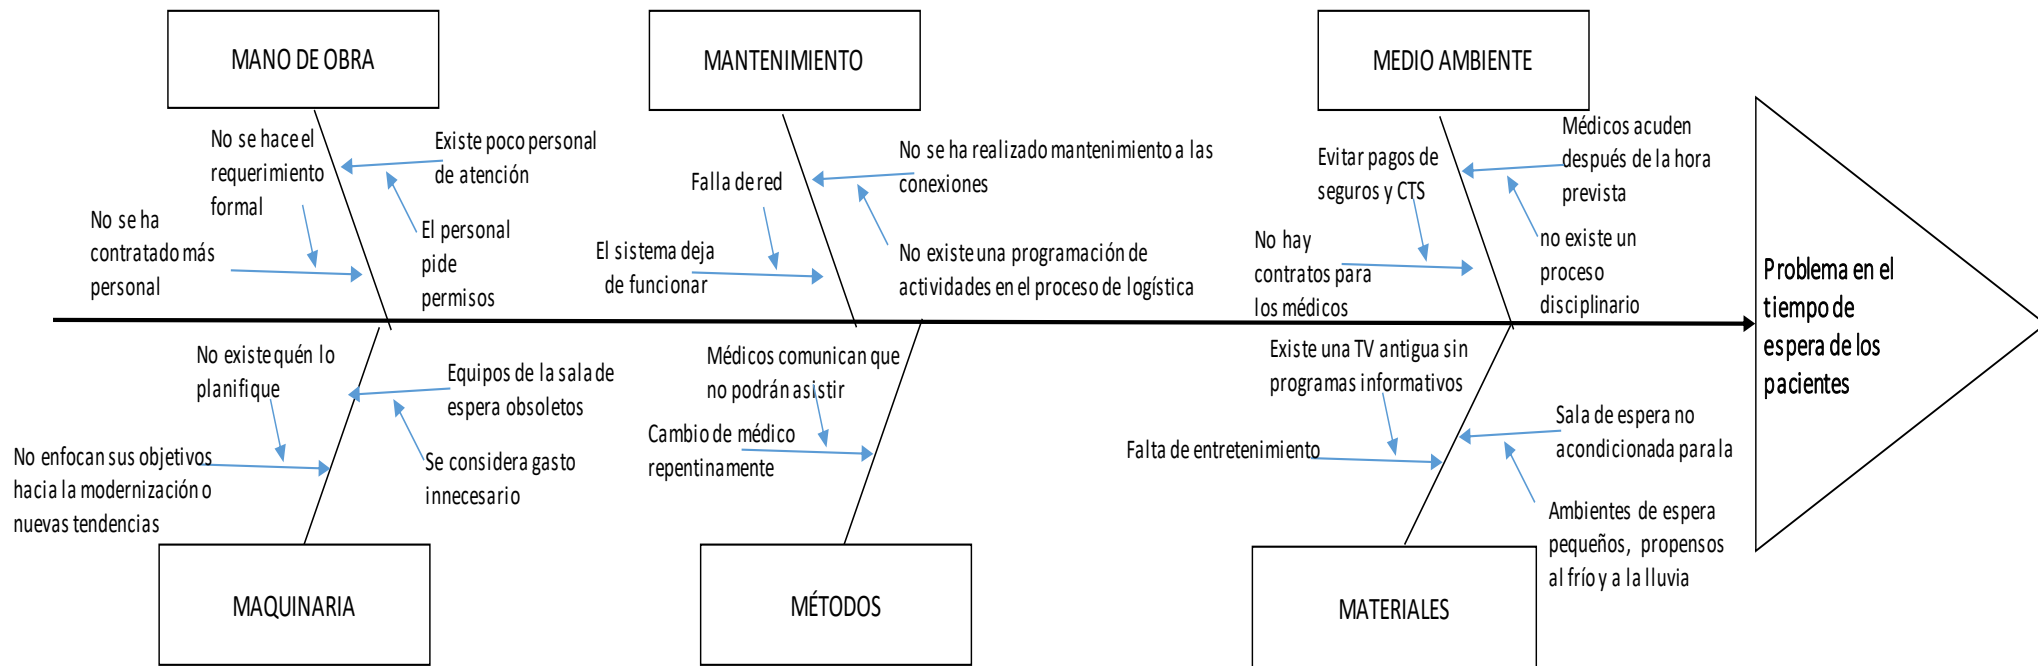 MANO DE OBRA
MANTENIMIENTO
MEDIO AMBIENTE
No se hace el
requerimiento
formal
Existe poco personal
de atención
No se ha
contratado más
personal
El personal
pide
permisos
Falla de red
No se ha realizado mantenimiento a las
conexiones
El sistema deja
de funcionar
No existe una programación de
actividades en el proceso de logística
Evitar pagos de
seguros y CTS
Médicos acuden
después de la hora
prevista
No hay
contratos para
los médicos
no existe un
proceso
disciplinario
Problema en el
tiempo de
espera de los
pacientes
No existe quén lo
planifique
Equipos de la sala de
espera obsoletos
No enfocan sus objetivos
hacia la modernización o
nuevas tendencias
Se considera gasto
innecesario
Médicos comunican que
no podrán asistir
Cambio de médico
repentinamente
Existe una TV antigua sin
programas informativos
Falta de entretenimiento
Sala de espera no
acondicionada para la
Ambientes de espera
pequeños, propensos
al frío y a la lluvia
MAQUINARIA
MÉTODOS
MATERIALES